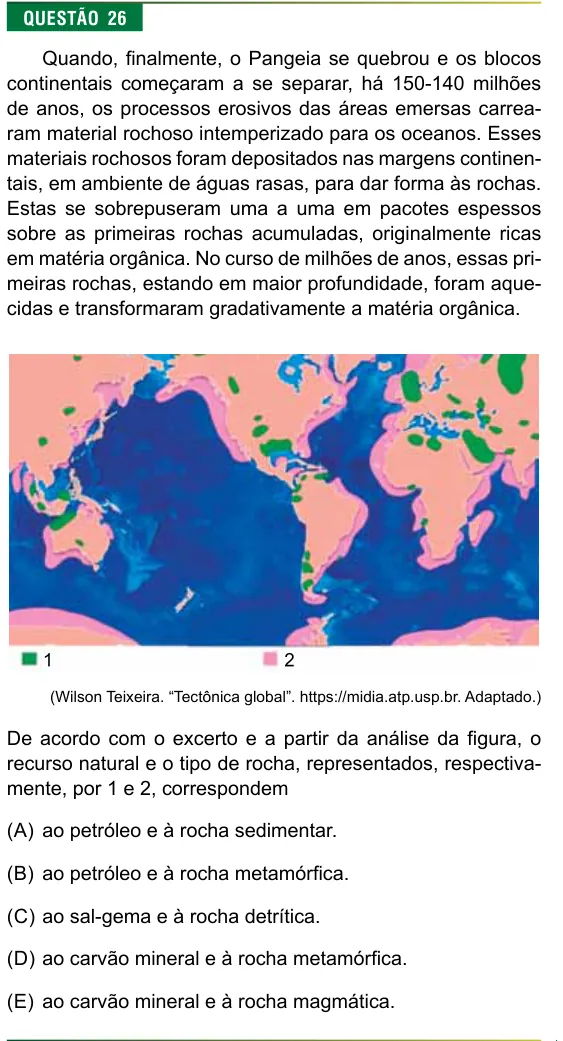 QUESTÃO 26
Quando, finalmente, o Pangeia se quebrou e os blocos
continentais começaram a se separar, há 150-140 milhões
de anos, os processos erosivos das áreas emersas carrea-
ram material rochoso intemperizado para os oceanos. Esses
materiais rochosos foram depositados nas margens continen-
tais, em ambiente de águas rasas, para dar forma às rochas.
Estas se sobrepuseram uma a uma em pacotes espessos
sobre as primeiras rochas acumuladas, originalmente ricas
em matéria orgânica. No curso de milhões de anos, essas pri-
meiras rochas, estando em maior profundidade, foram aque-
cidas e transformaram gradativamente a matéria orgânica.
1 2
(Wilson Teixeira. “Tectônica global”. https://midia.atp.usp.br. Adaptado.)
De acordo com o excerto e a partir da análise da figura, o
recurso natural e o tipo de rocha, representados, respectiva-
mente, por 1 e 2, correspondem
(A) ao petróleo e à rocha sedimentar.
(B) ao petróleo e à rocha metamórfica.
(C) ao sal-gema e à rocha detrítica.
(D) ao carvão mineral e à rocha metamórfica.
(E) ao carvão mineral e à rocha magmática.